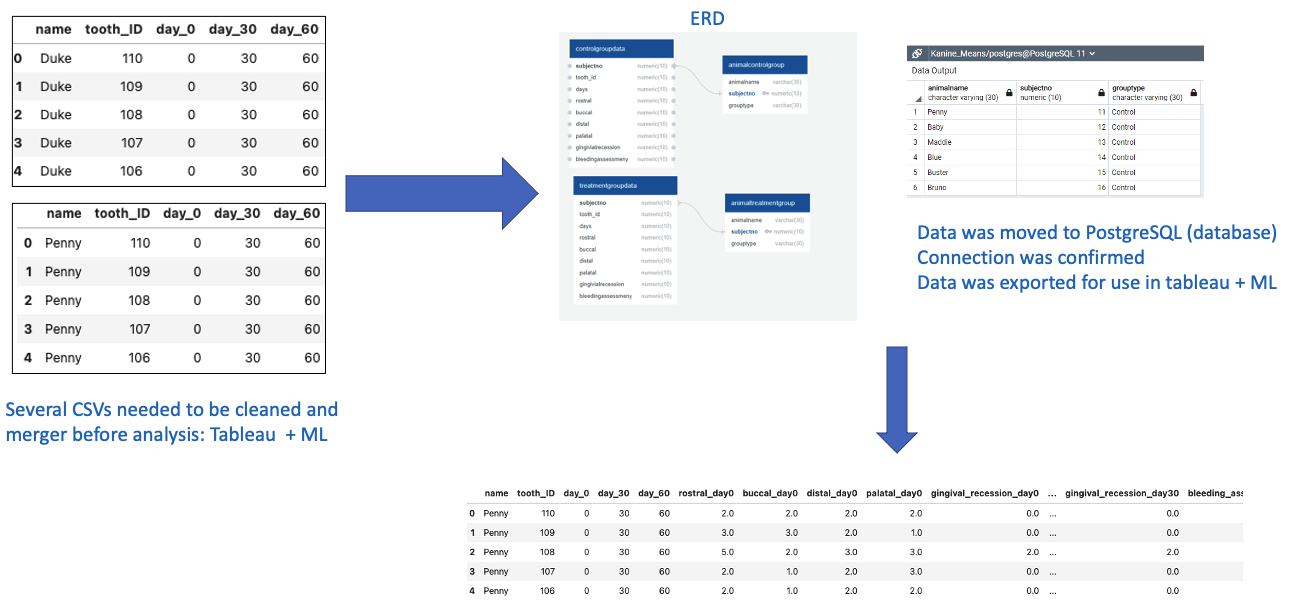 name tooth_ID day_0 day_30 day_60
0 Duke 110 0 30 60
1 Duke 109 0 30 60
2 Duke 108 0 30 60
3 Duke 107 0 30 60
4 Duke 106 0 30 60
name tooth_ID day_0 day_30 day_60
0 Penny 110 0 30 60
1 Penny 109 0 30 60
2 Penny 108 0 30 60
3 Penny 107 0 30 60
4 Penny 106 0 30 60
Several CSVs needed to be cleaned and
merger before analysis: Tableau + ML
ERD
controlgroupdata
subjectno numeric(10)
tooth_id numeric(10)
days numeric(10)
rostral numeric(10)
buccal numeric(10)
distal numeric(10)
palatal numeric(10)
gingivialrecession numeric(10)
bleedingassessmeny numeric(10)
animalcontrolgroup
animalname varchar(30)
subjectno numeric(10)
grouptype varchar(30)
treatmentgroupdata
subjectno numeric(10)
tooth_id numeric(10)
days numeric(10)
rostral numeric(10)
buccal numeric(10)
distal numeric(10)
palatal numeric(10)
gingivialrecession numeric(10)
bleedingassessmeny numeric(10)
animaltreatmentgroup
animalname varchar(30)
subjectno numeric(10)
grouptype varchar(30)
Kanine_Means/postgres@PostgreSQL 11
Data Output
animalname subjectno grouptype
character varying (30) numeric (10) character varying (30)
1 Penny 11 Control
2 Baby 12 Control
3 Maddie 13 Control
4 Blue 14 Control
5 Buster 15 Control
6 Bruno 16 Control
Data was moved to PostgreSQL (database)
Connection was confirmed
Data was exported for use in tableau + ML
name tooth_ID day_0 day_30 day_60 rostral_day0 buccal_day0 distal_day0 palatal_day0 gingival_recession_day0 ... gingival_recession_day30 bleeding_ass
0 Penny 110 0 30 60 2.0 2.0 2.0 2.0 0.0 ... 0.0
1 Penny 109 0 30 60 3.0 3.0 2.0 1.0 0.0 ... 0.0
2 Penny 108 0 30 60 5.0 2.0 3.0 3.0 2.0 ... 2.0
3 Penny 107 0 30 60 2.0 1.0 2.0 3.0 0.0 ... 0.0
4 Penny 106 0 30 60 2.0 1.0 2.0 2.0 0.0 ... 0.0